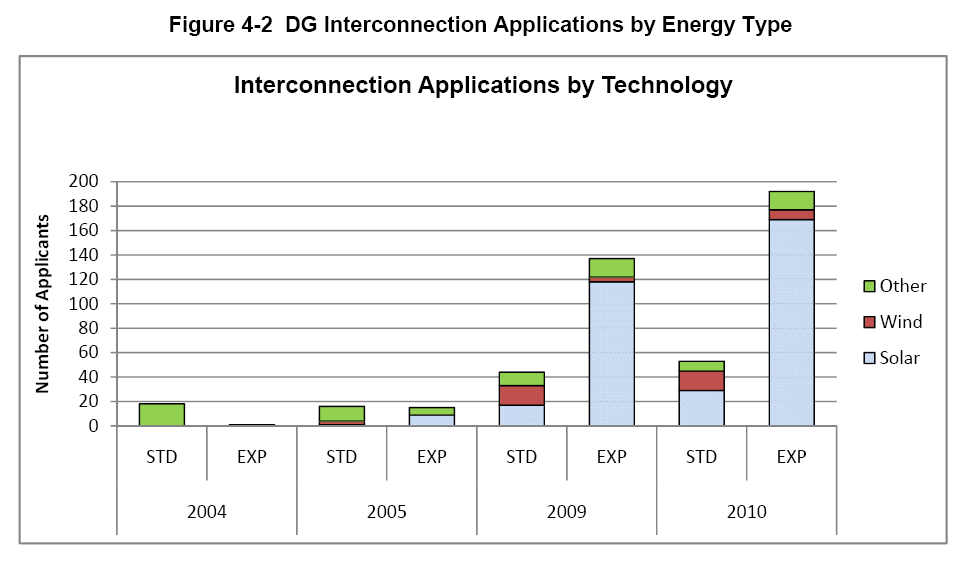 Figure 4-2  DG Interconnection Applications by Energy Type
Interconnection Applications by Technology
Number of Applicants
200
180
160
140
120
100
80
60
40
20
0
Other
Wind
Solar
STD EXP STD EXP STD EXP STD EXP
2004 2005 2009 2010